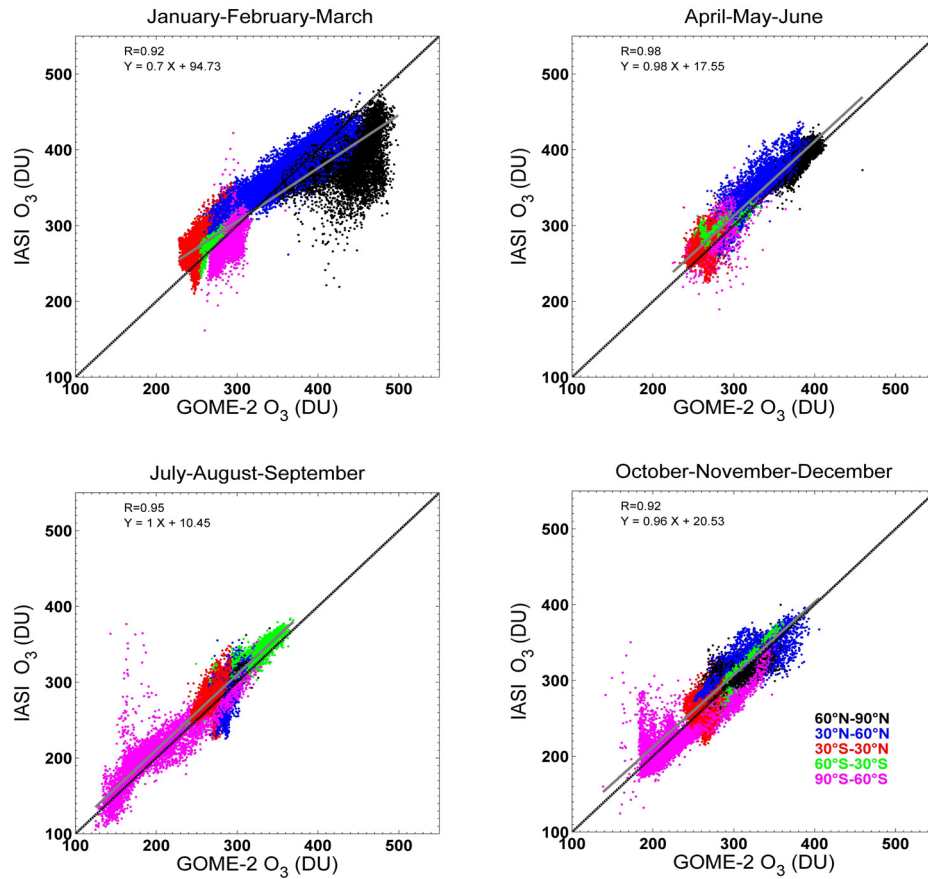 January-February-March
R=0.92
Y = 0.7 X + 94.73
500
400
300
200
100
IASI O3 (DU)
100 200 300 400 500
GOME-2 O3 (DU)
April-May-June
R=0.98
Y = 0.98 X + 17.55
500
400
300
200
100
IASI O3 (DU)
100 200 300 400 500
GOME-2 O3 (DU)
July-August-September
R=0.95
Y = 1 X + 10.45
500
400
300
200
100
IASI O3 (DU)
100 200 300 400 500
GOME-2 O3 (DU)
October-November-December
R=0.92
Y = 0.96 X + 20.53
500
400
300
200
100
IASI O3 (DU)
60°N-90°N
30°N-60°N
30°S-30°N
60°S-30°S
90°S-60°S
100 200 300 400 500
GOME-2 O3 (DU)